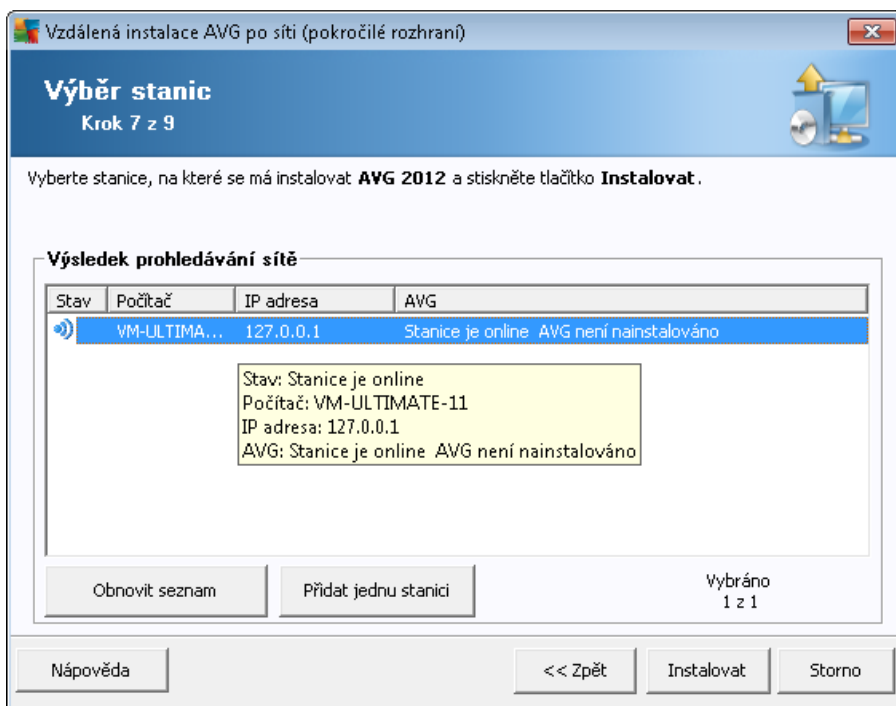 Vzdálená instalace AVG po síti (pokročilé rozhraní)
Výběr stanic
Krok 7 z 9
Vyberte stanice, na které se má instalovat AVG 2012 a stiskněte tlačítko Instalovat.
Výsledek prohledávání sítě
Stav Počítač IP adresa AVG
VM-ULTIMA... 127.0.0.1 Stanice je online AVG není nainstalováno
Stav: Stanice je online
Počítač: VM-ULTIMATE-11
IP adresa: 127.0.0.1
AVG: Stanice je online AVG není nainstalováno
Obnovit seznam Přidat jednu stanici Vybráno
1 z 1
Nápověda << Zpět Instalovat Storno